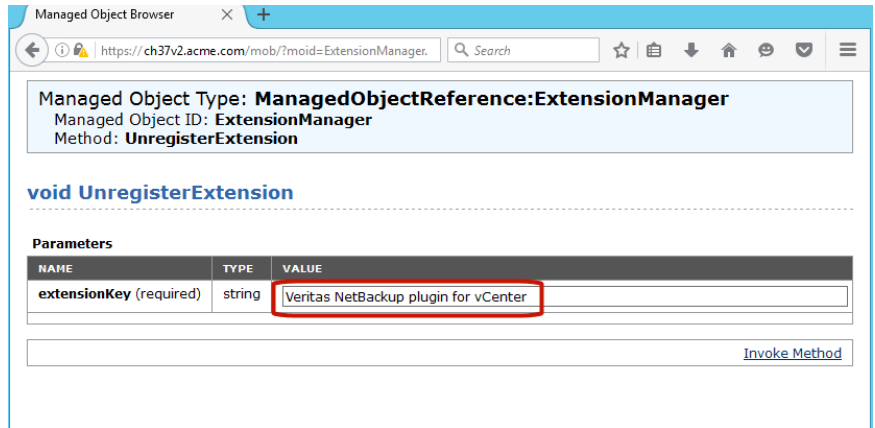 Managed Object Browser
https://ch37v2.acme.com/mob/?moid=ExtensionManager. Search
Managed Object Type: ManagedObjectReference:ExtensionManager
Managed Object ID: ExtensionManager
Method: UnregisterExtension
void UnregisterExtension
Parameters
NAME TYPE VALUE
extensionKey (required) string Veritas NetBackup plugin for vCenter
Invoke Method